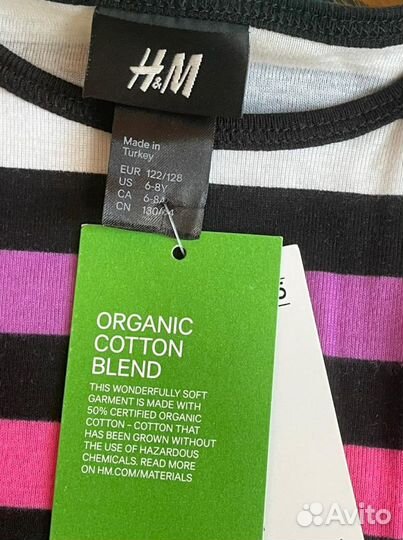 H&M
Made in
Turkey
EUR 122/128
US 6-8Y
CA 6-8A
CN 130/64
ORGANIC
COTTON
BLEND
THIS WONDERFULLY SOFT
GARMENT IS MADE WITH
50% CERTIFIED ORGANIC
COTTON – COTTON THAT
HAS BEEN GROWN WITHOUT
THE USE OF HAZARDOUS
CHEMICALS. READ MORE
ON HM.COM/MATERIALS
Avito